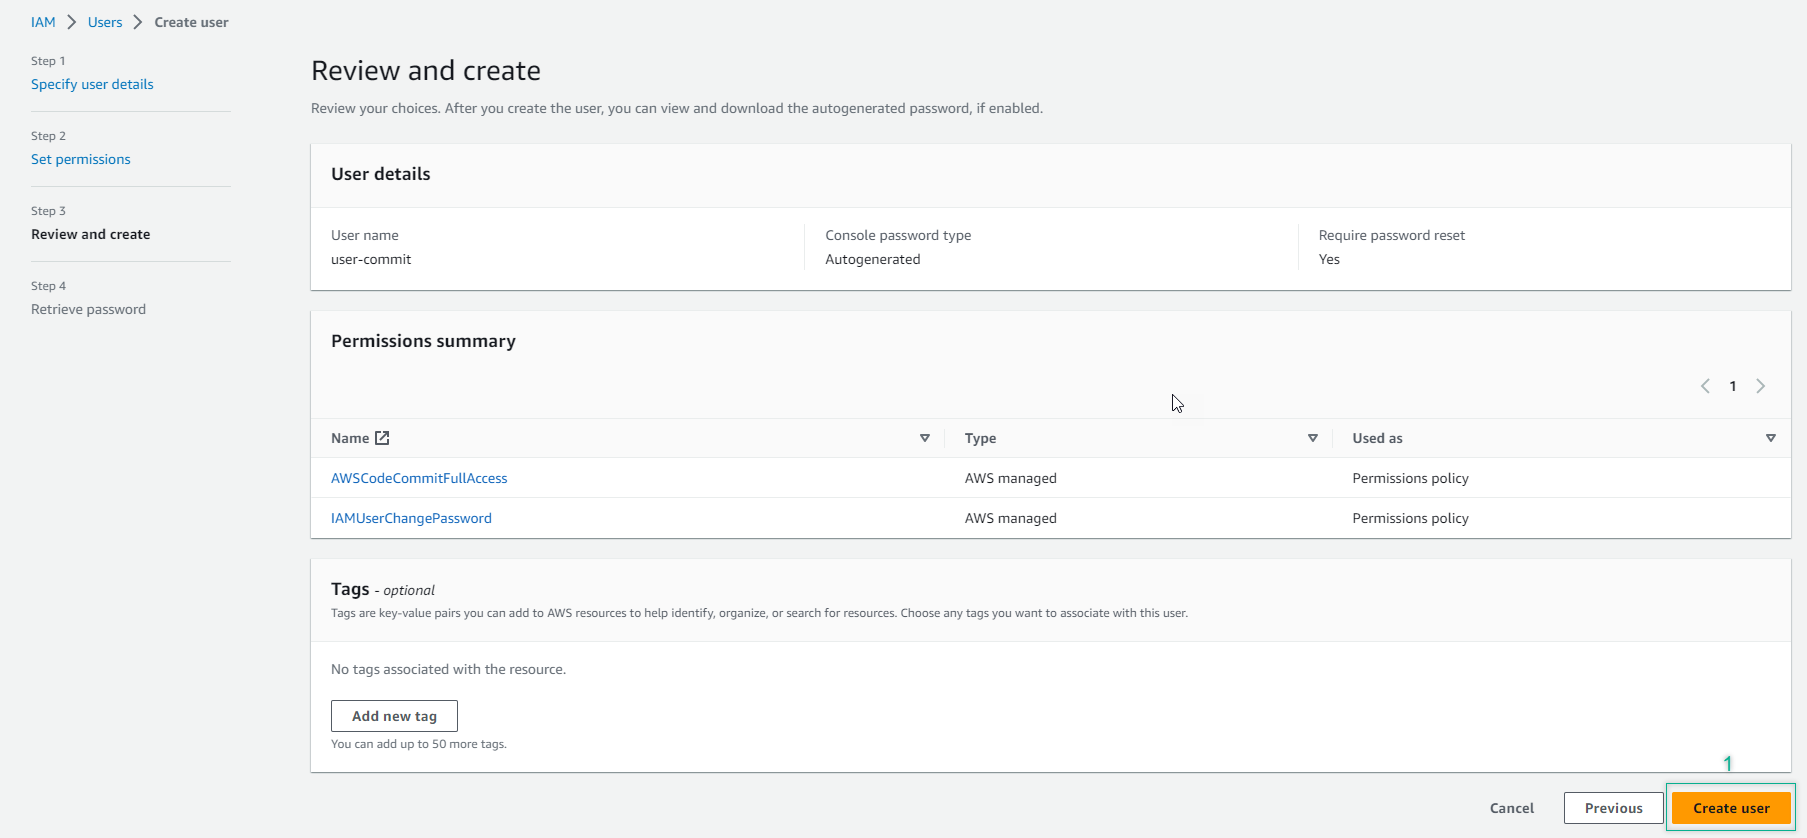 IAM > Users > Create user
Step 1
Specify user details
Step 2
Set permissions
Step 3
Review and create
Step 4
Retrieve password
Review and create
Review your choices. After you create the user, you can view and download the autogenerated password, if enabled.
User details
User name
user-commit
Console password type
Autogenerated
Require password reset
Yes
Permissions summary
1
Name Type Used as
AWSCodeCommitFullAccess AWS managed Permissions policy
IAMUserChangePassword AWS managed Permissions policy
Tags - optional
Tags are key-value pairs you can add to AWS resources to help identify, organize, or search for resources. Choose any tags you want to associate with this user.
No tags associated with the resource.
Add new tag
You can add up to 50 more tags.
1
Cancel Previous Create user